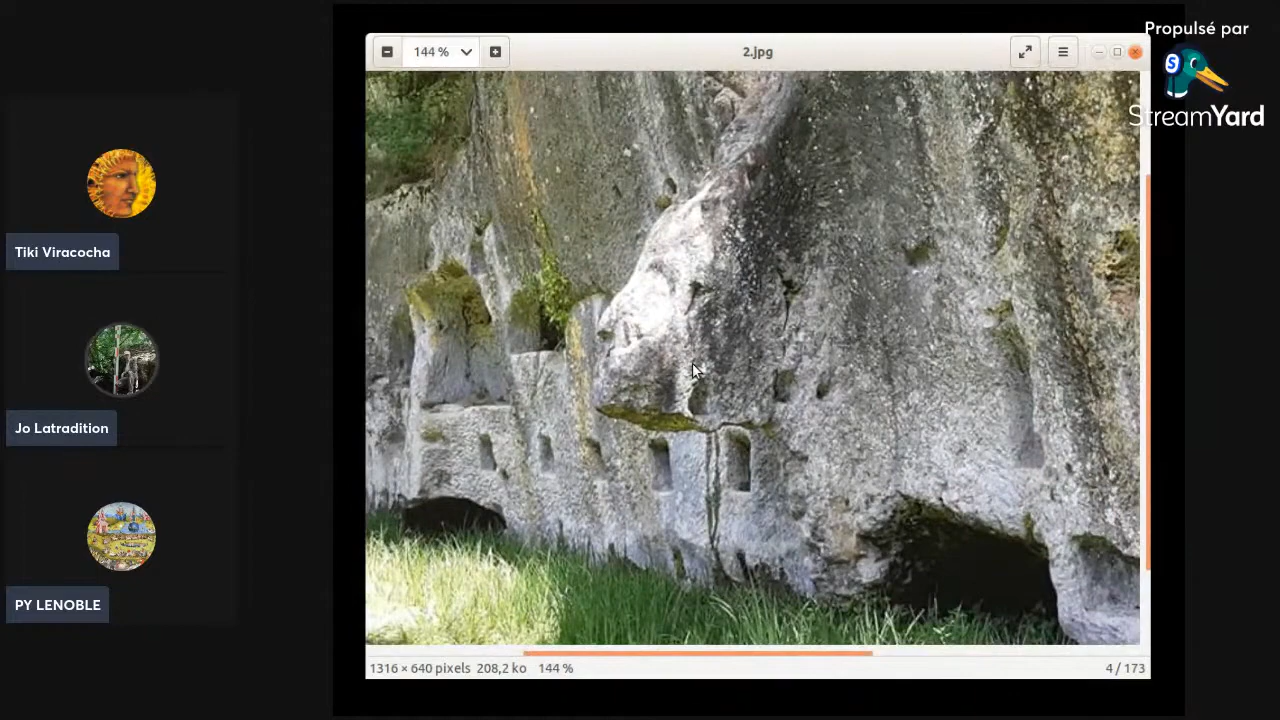 Propulsé par
StreamYard
144 %
2.jpg
Tiki Viracocha
Jo Latradition
PY LENOBLE
1316 × 640 pixels 208,2 ko 144 %
4 / 173